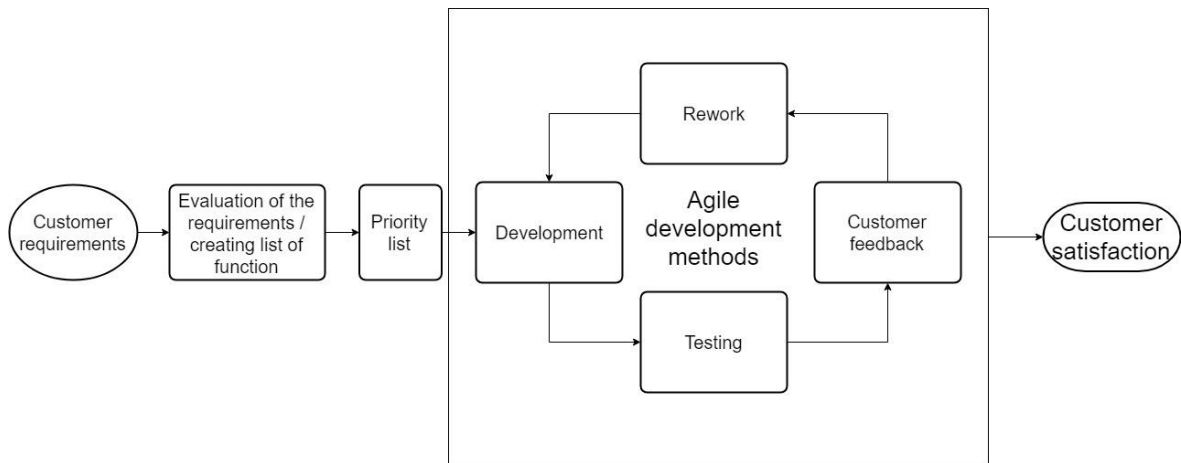 Customer
requirements
Evaluation of the
requirements /
creating list of
function
Priority
list
Development
Rework
Agile
development
methods
Testing
Customer
feedback
Customer
satisfaction